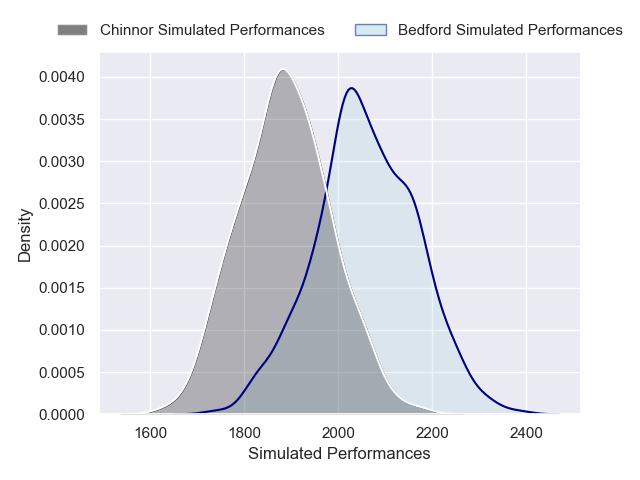 Chinnor Simulated Performances Bedford Simulated Performances
0.0040
0.0035
0.0030
0.0025
0.0020
0.0015
0.0010
0.0005
0.0000
Density
1600 1800 2000 2200 2400
Simulated Performances